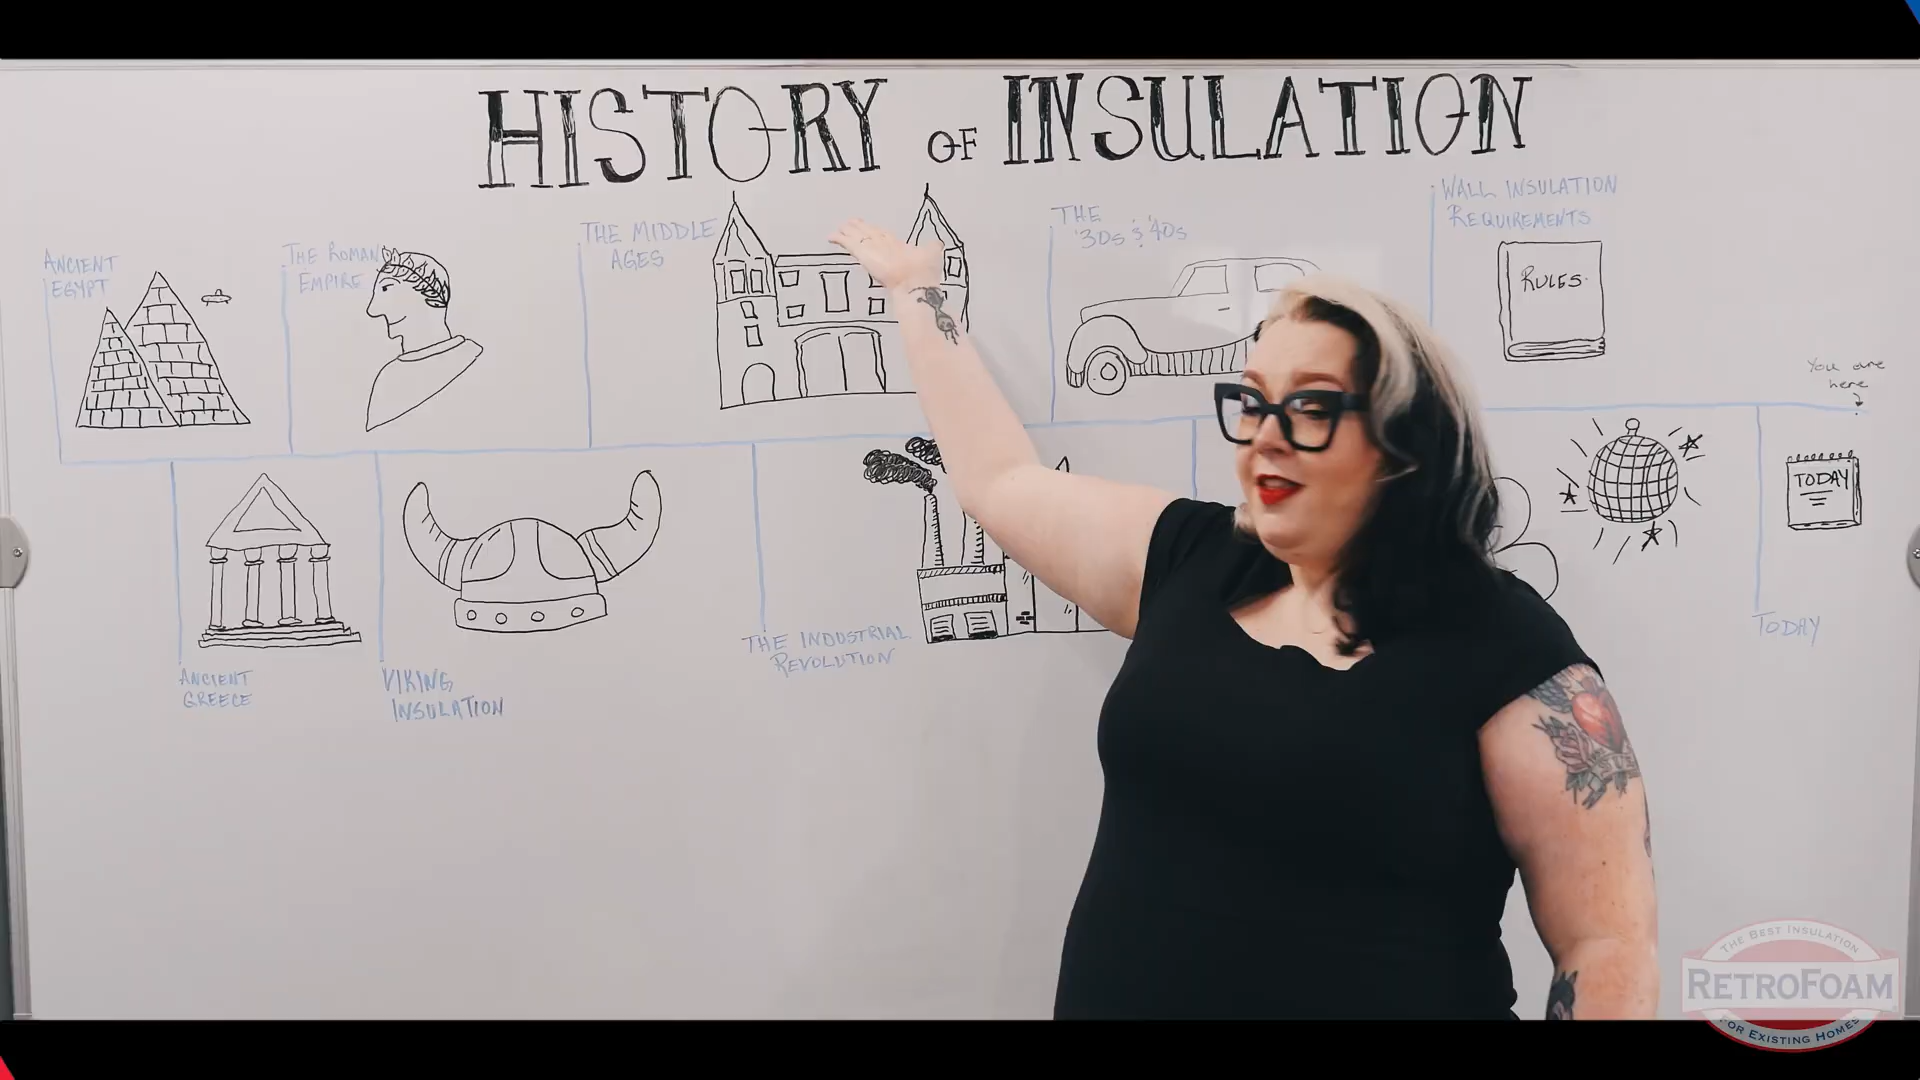 HISTORY OF INSULATION
ANCIENT
EGYPT
THE ROMAN
EMPIRE
THE MIDDLE
AGES
THE
'30s & '40s
WALL INSULATION
REQUIREMENTS
RULES
You are
here
TODAY
ANCIENT
GREECE
VIKING
INSULATION
THE INDUSTRIAL
REVOLUTION
TODAY
THE BEST INSULATION
RETROFOAM
FOR EXISTING HOMES